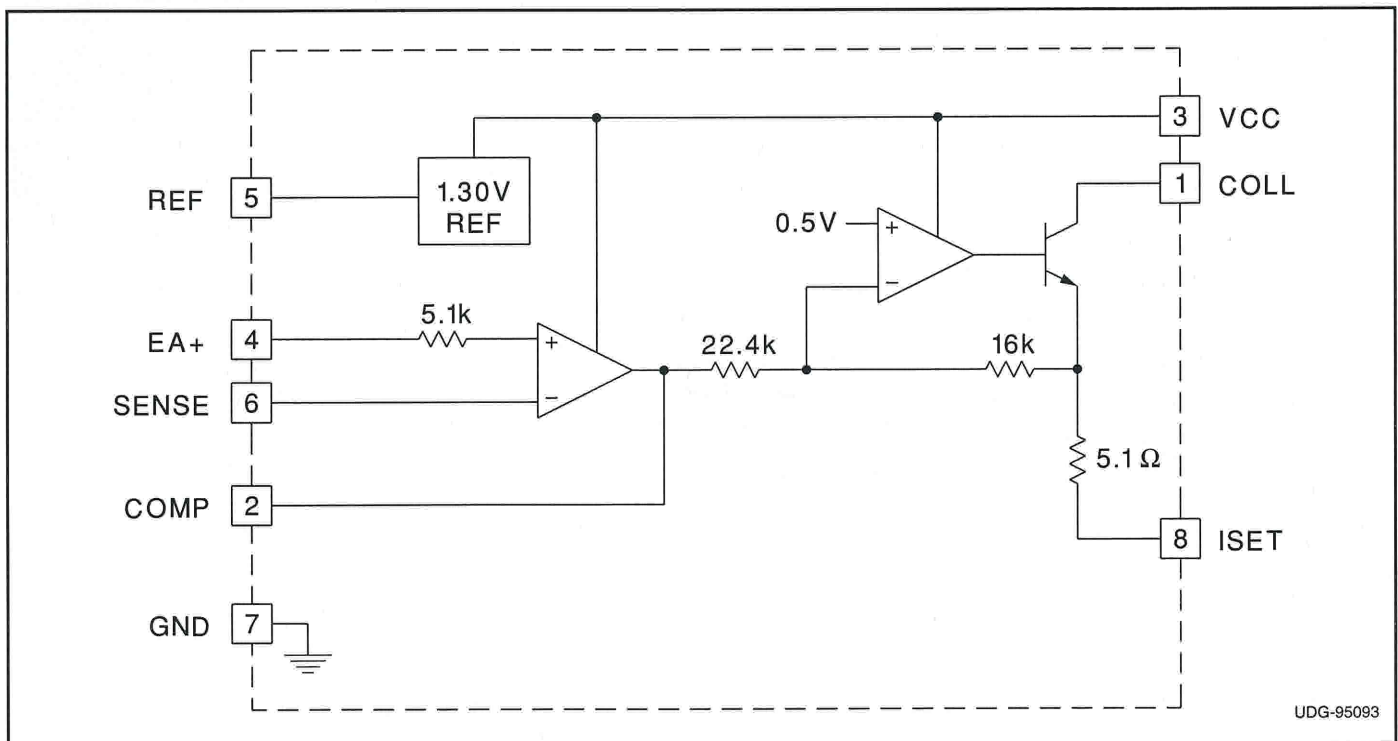 3 VCC
1 COLL
1.30V
REF
REF 5
0.5V
+
−
5.1k
EA+ 4
+
22.4k
16k
SENSE 6
−
5.1 Ω
COMP 2
8 ISET
GND 7
UDG-95093